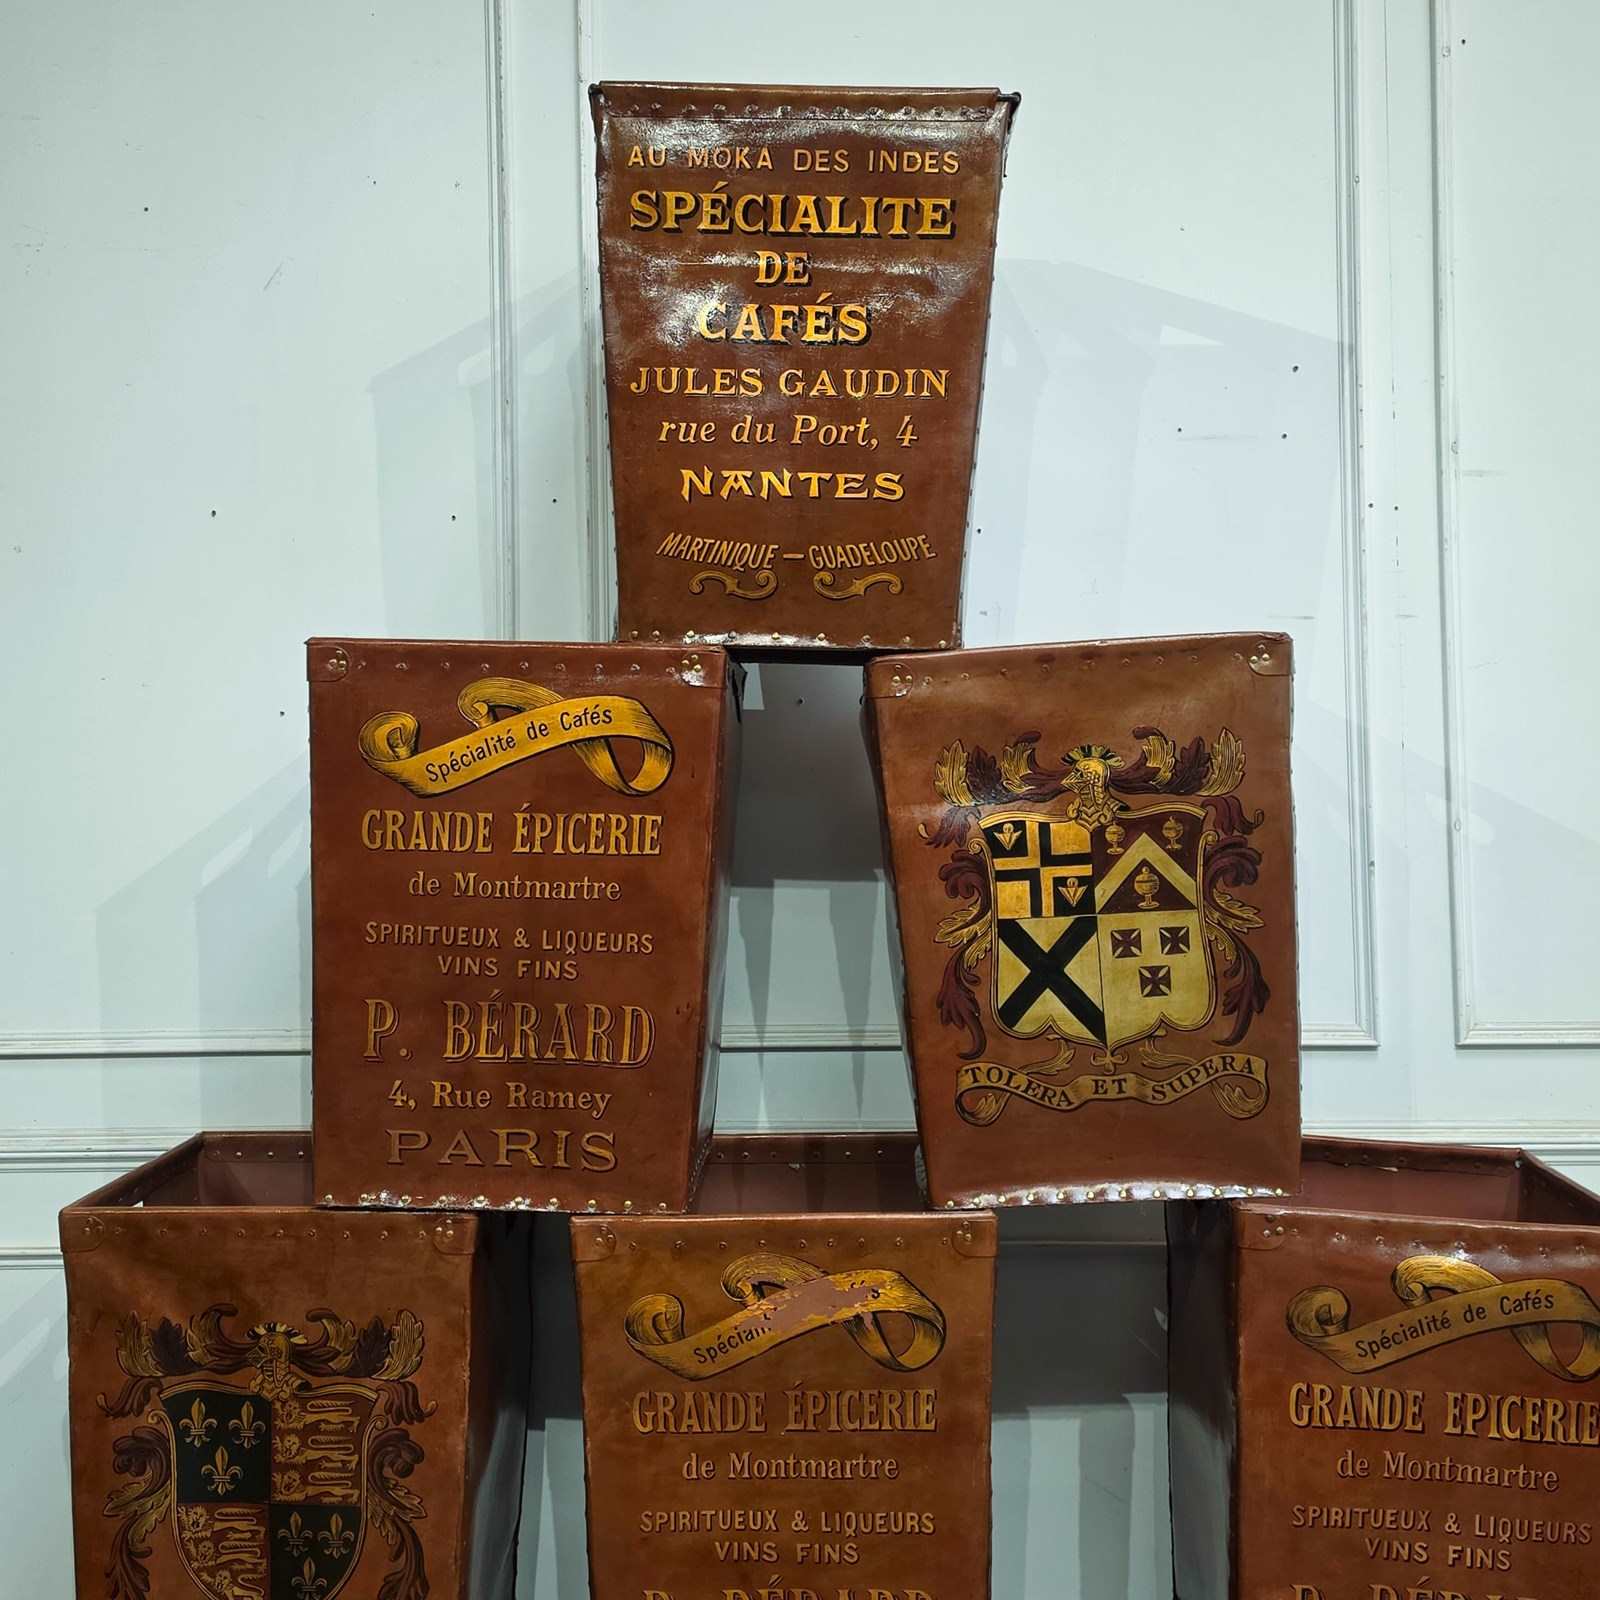 AU MOKA DES INDES
SPÉCIALITE
DE
CAFÉS
JULES GAUDIN
rue du Port, 4
NANTES
MARTINIQUE — GUADELOUPE
Spécialité de Cafés
GRANDE ÉPICERIE
de Montmartre
SPIRITUEUX & LIQUEURS
VINS FINS
P. BÉRARD
4, Rue Ramey
PARIS
TOLERA ET SUPERA
GRANDE ÉPICERIE
de Montmartre
SPIRITUEUX & LIQUEURS
VINS FINS
P. BÉRARD
Spécialité de Cafés
GRANDE EPICERIE
de Montmartre
SPIRITUEUX & LIQUEURS
VINS FINS
P. BÉRARD